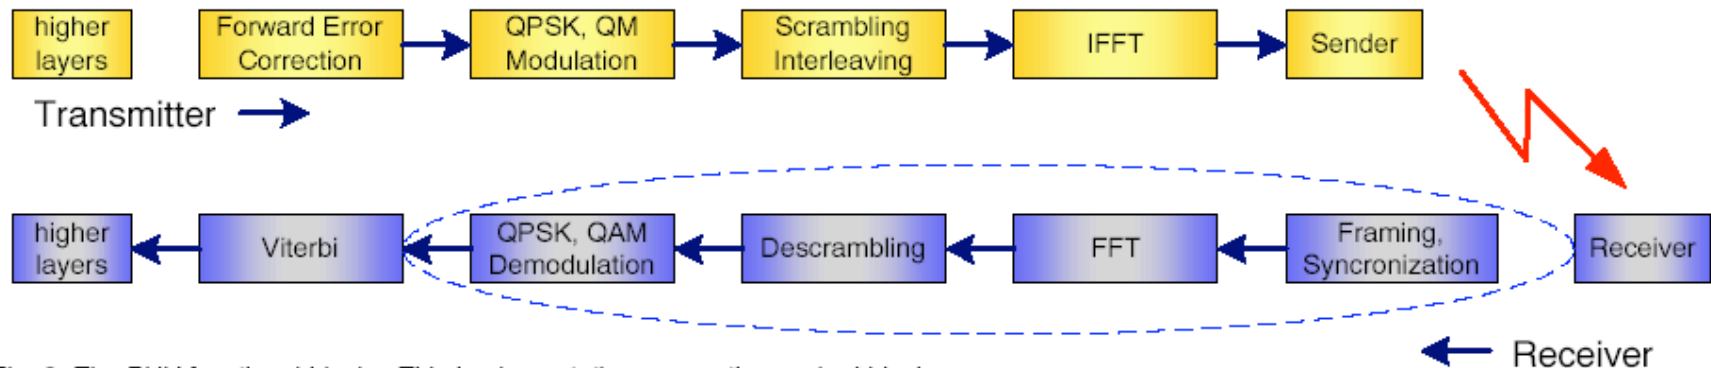 higher
layers
Forward Error
Correction
QPSK, QM
Modulation
Scrambling
Interleaving
IFFT
Sender
Transmitter
higher
layers
Viterbi
QPSK, QAM
Demodulation
Descrambling
FFT
Framing,
Syncronization
Receiver
Receiver